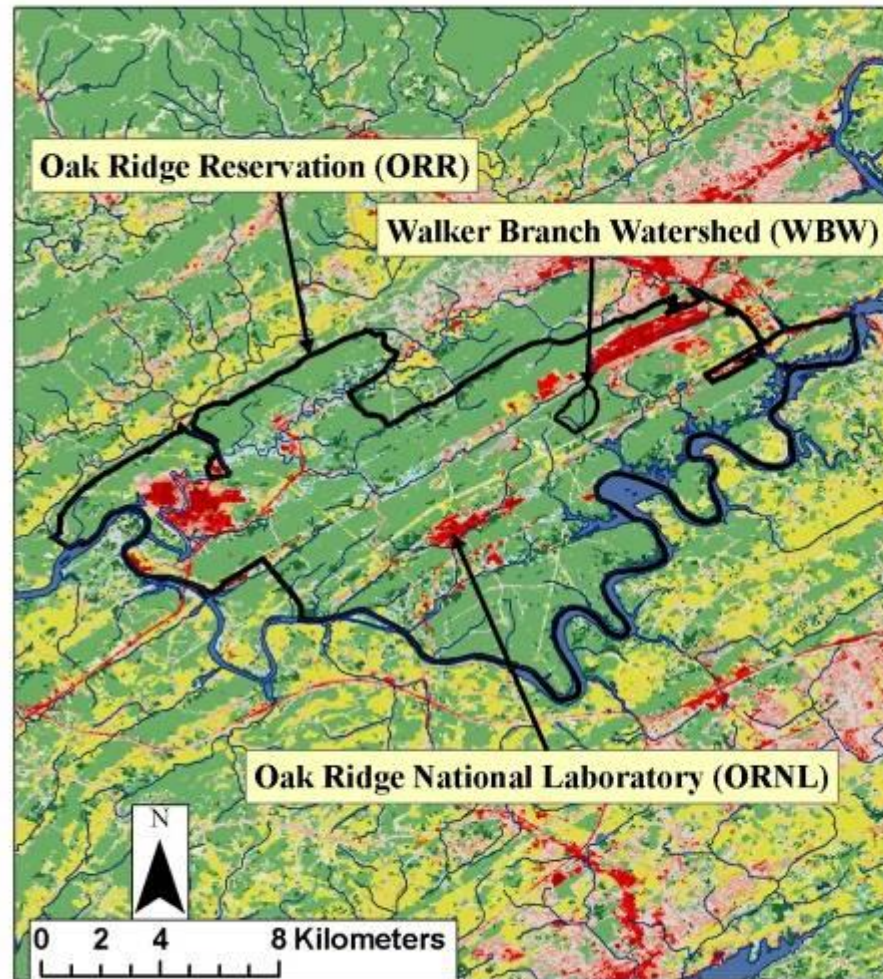 Oak Ridge Reservation (ORR)
Walker Branch Watershed (WBW)
Oak Ridge National Laboratory (ORNL)
N
0 2 4 8 Kilometers